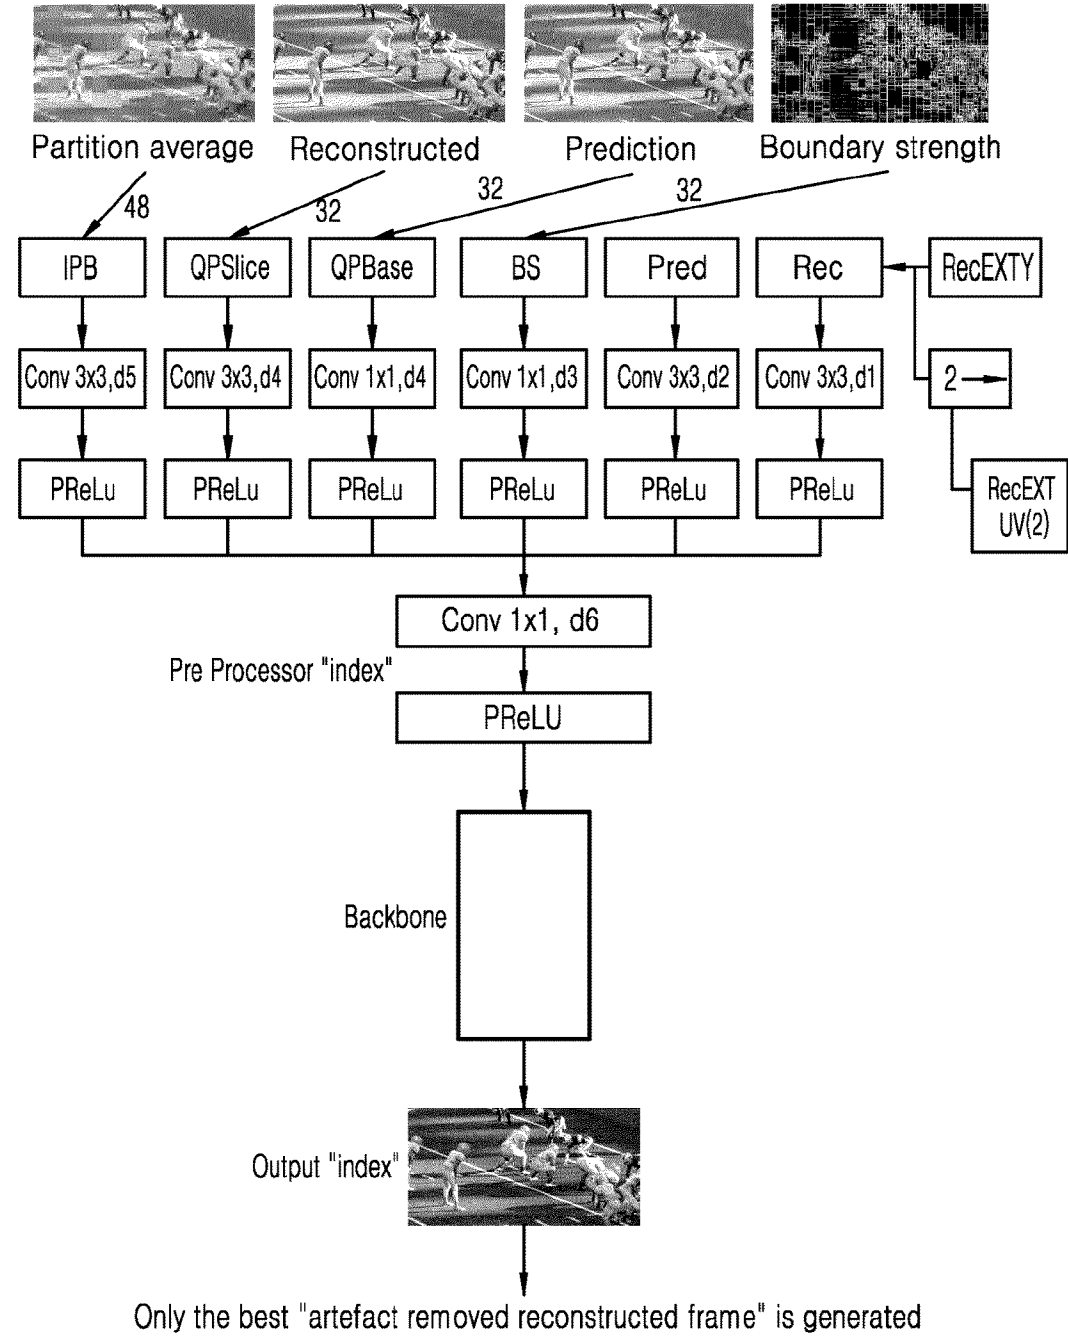 Partition average
Reconstructed
Prediction
Boundary strength
48
32
32
32
IPB
QPSlice
QPBase
BS
Pred
Rec
RecEXTY
Conv 3x3,d5
Conv 3x3,d4
Conv 1x1,d4
Conv 1x1,d3
Conv 3x3,d2
Conv 3x3,d1
2
PReLu
PReLu
PReLu
PReLu
PReLu
PReLu
RecEXT
UV(2)
Conv 1x1, d6
Pre Processor "index"
PReLU
Backbone
Output "index"
Only the best "artefact removed reconstructed frame" is generated